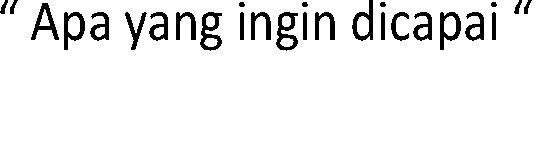 “ Apa yang ingin dicapai “